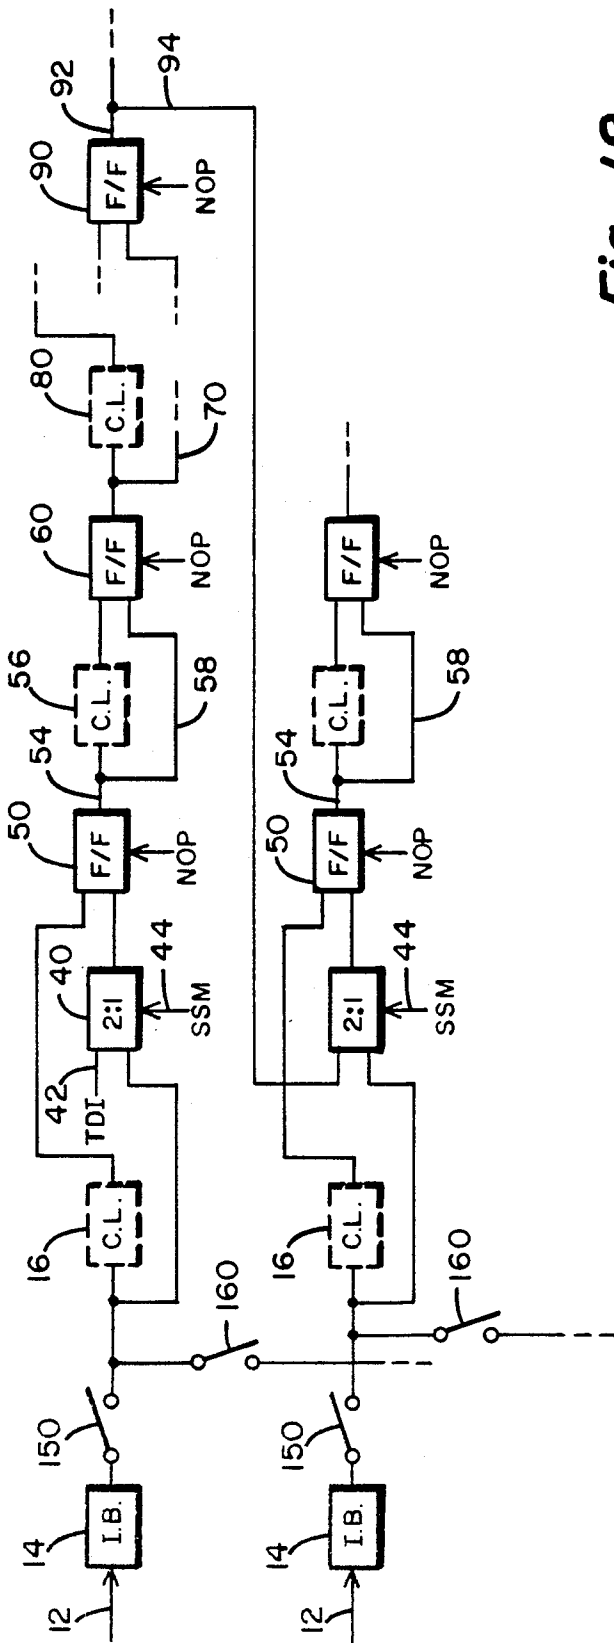 12
14
I.B.
150
160
16
C.L.
TDI
42
40
2:1
SSM
44
50
F/F
NOP
54
56
C.L.
58
60
F/F
NOP
70
80
C.L.
90
F/F
NOP
92
94
12
14
I.B.
150
160
16
C.L.
2:1
SSM
44
50
F/F
NOP
54
C.L.
58
F/F
NOP
Fig.